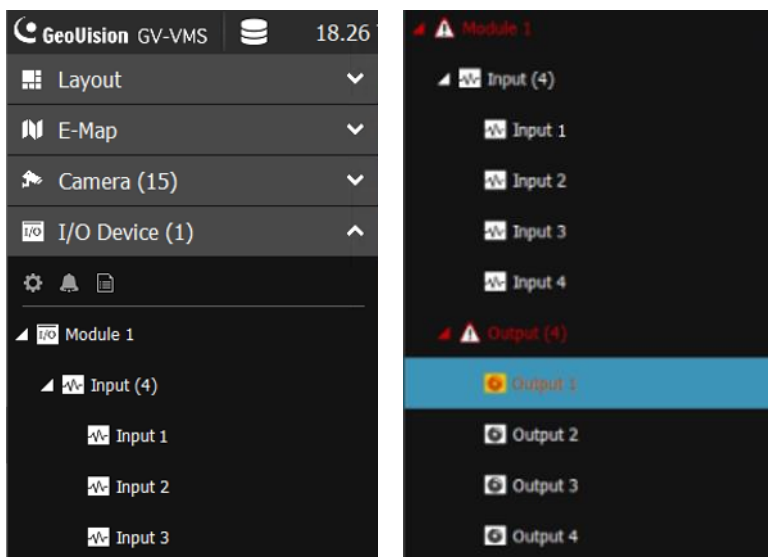 GeoVision GV-VMS 18.26
Layout
E-Map
Camera (15)
I/O Device (1)
I/O Module 1
Input (4)
Input 1
Input 2
Input 3
Module 1
Input (4)
Input 1
Input 2
Input 3
Input 4
Output (4)
Output 1
Output 2
Output 3
Output 4